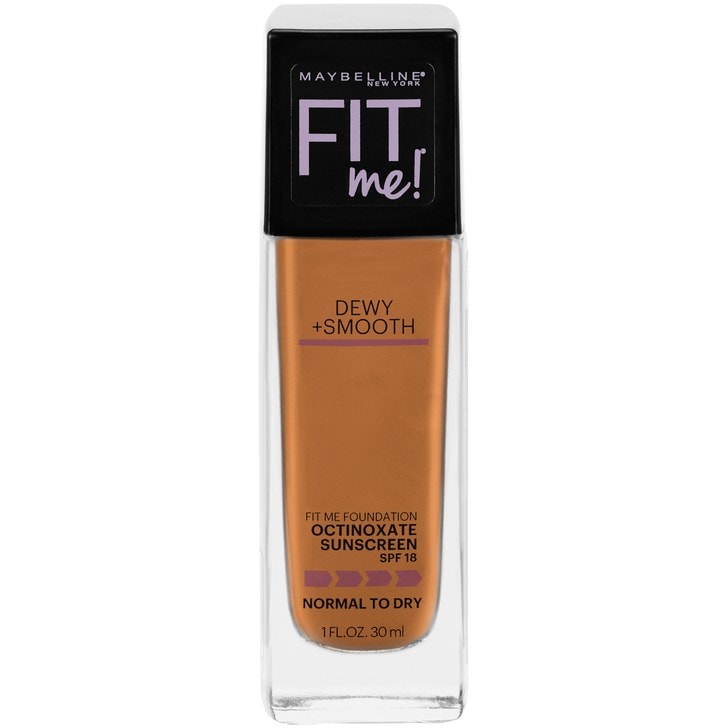 MAYBELLINE®
NEW YORK
FIT
me!
DEWY
+SMOOTH
FIT ME FOUNDATION
OCTINOXATE
SUNSCREEN
SPF 18
NORMAL TO DRY
1 FL.OZ. 30 ml